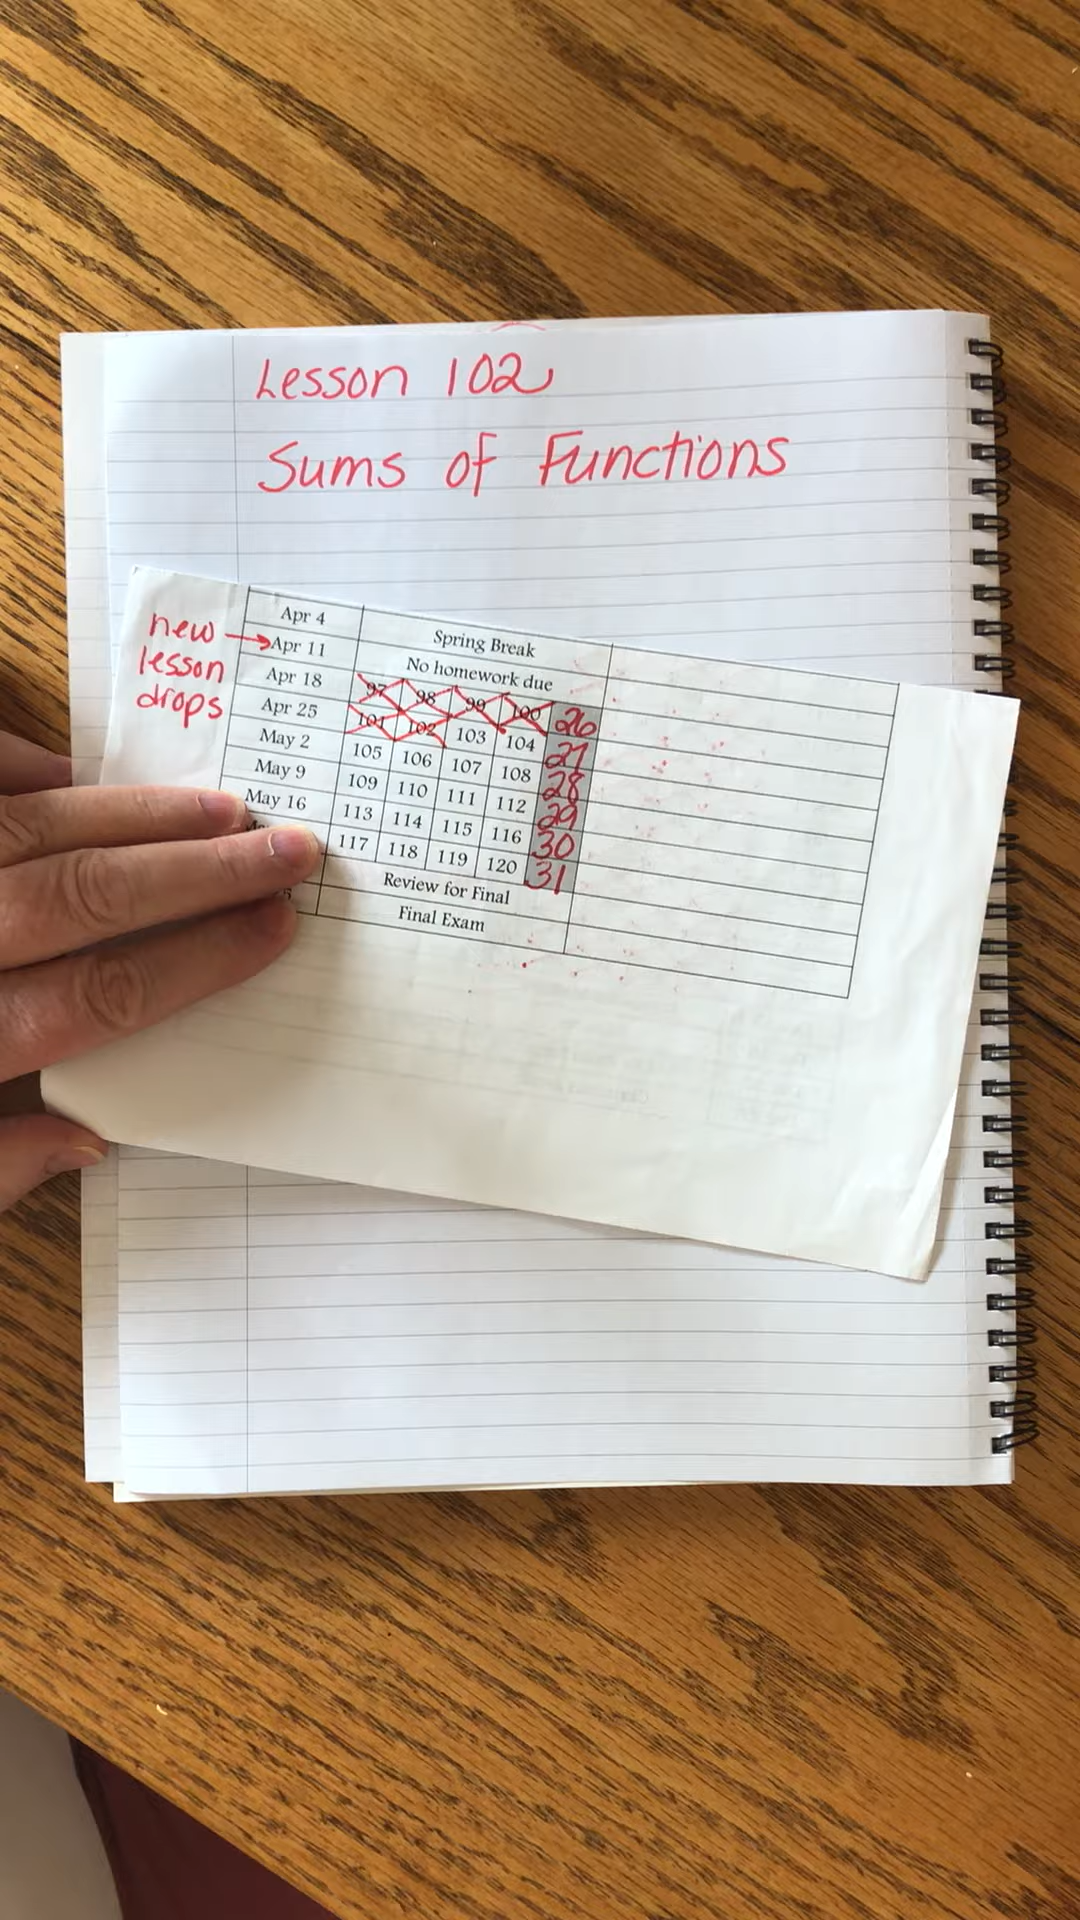 Lesson 102
Sums of Functions
new
lesson
drops
Apr 4 Spring Break
Apr 11 No homework due
Apr 18 97 98 99 100 26
Apr 25 101 102 103 104 27
May 2 105 106 107 108 28
May 9 109 110 111 112 29
May 16 113 114 115 116 30
117 118 119 120 31
Review for Final
Final Exam